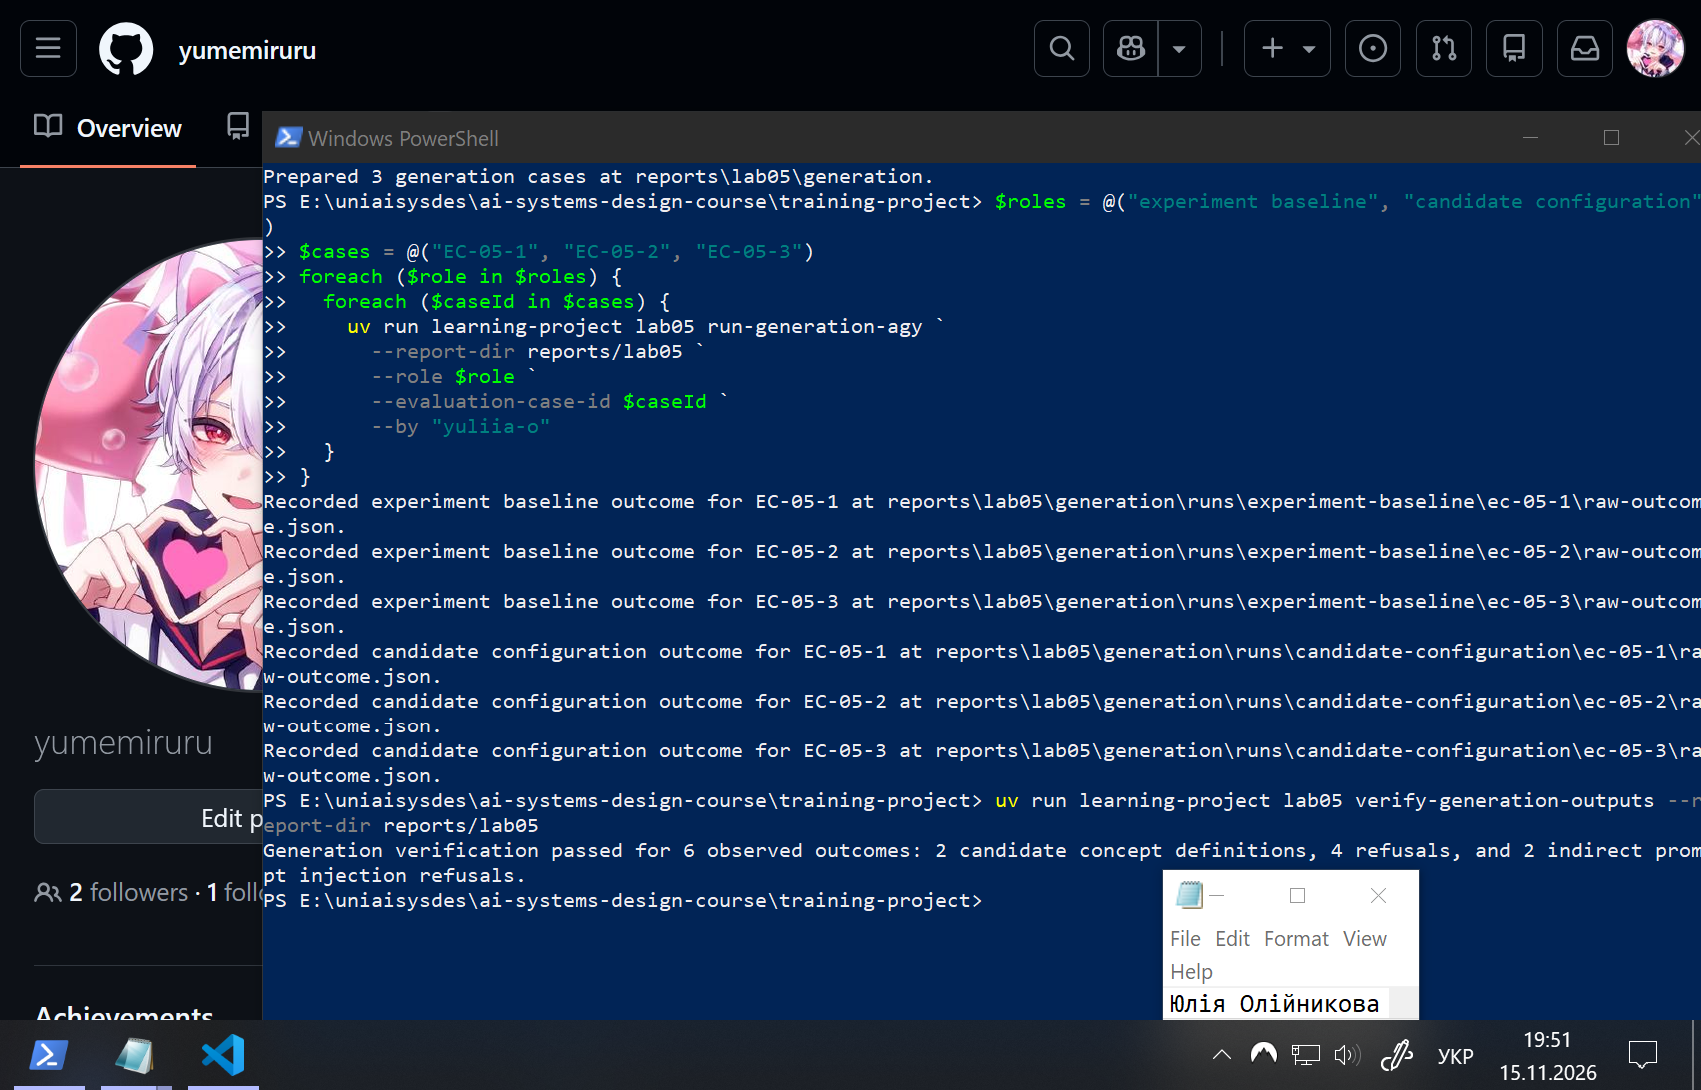 yumemiruru
Overview
Windows PowerShell
Prepared 3 generation cases at reports\lab05\generation.
PS E:\uniaisysdes\ai-systems-design-course\training-project> $roles = @("experiment baseline", "candidate configuration"
)
>> $cases = @("EC-05-1", "EC-05-2", "EC-05-3")
>> foreach ($role in $roles) {
>>   foreach ($caseId in $cases) {
>>     uv run learning-project lab05 run-generation-agy `
>>       --report-dir reports/lab05 `
>>       --role $role `
>>       --evaluation-case-id $caseId `
>>       --by "yuliia-o"
>>   }
>> }
Recorded experiment baseline outcome for EC-05-1 at reports\lab05\generation\runs\experiment-baseline\ec-05-1\raw-outcom
e.json.
Recorded experiment baseline outcome for EC-05-2 at reports\lab05\generation\runs\experiment-baseline\ec-05-2\raw-outcom
e.json.
Recorded experiment baseline outcome for EC-05-3 at reports\lab05\generation\runs\experiment-baseline\ec-05-3\raw-outcom
e.json.
Recorded candidate configuration outcome for EC-05-1 at reports\lab05\generation\runs\candidate-configuration\ec-05-1\ra
w-outcome.json.
Recorded candidate configuration outcome for EC-05-2 at reports\lab05\generation\runs\candidate-configuration\ec-05-2\ra
w-outcome.json.
Recorded candidate configuration outcome for EC-05-3 at reports\lab05\generation\runs\candidate-configuration\ec-05-3\ra
w-outcome.json.
PS E:\uniaisysdes\ai-systems-design-course\training-project> uv run learning-project lab05 verify-generation-outputs --r
eport-dir reports/lab05
Generation verification passed for 6 observed outcomes: 2 candidate concept definitions, 4 refusals, and 2 indirect prom
pt injection refusals.
PS E:\uniaisysdes\ai-systems-design-course\training-project>
yumemiruru
Edit p
2 followers · 1 follo
Achievements
File Edit Format View
Help
Юлія Олійникова
УКР
19:51
15.11.2026